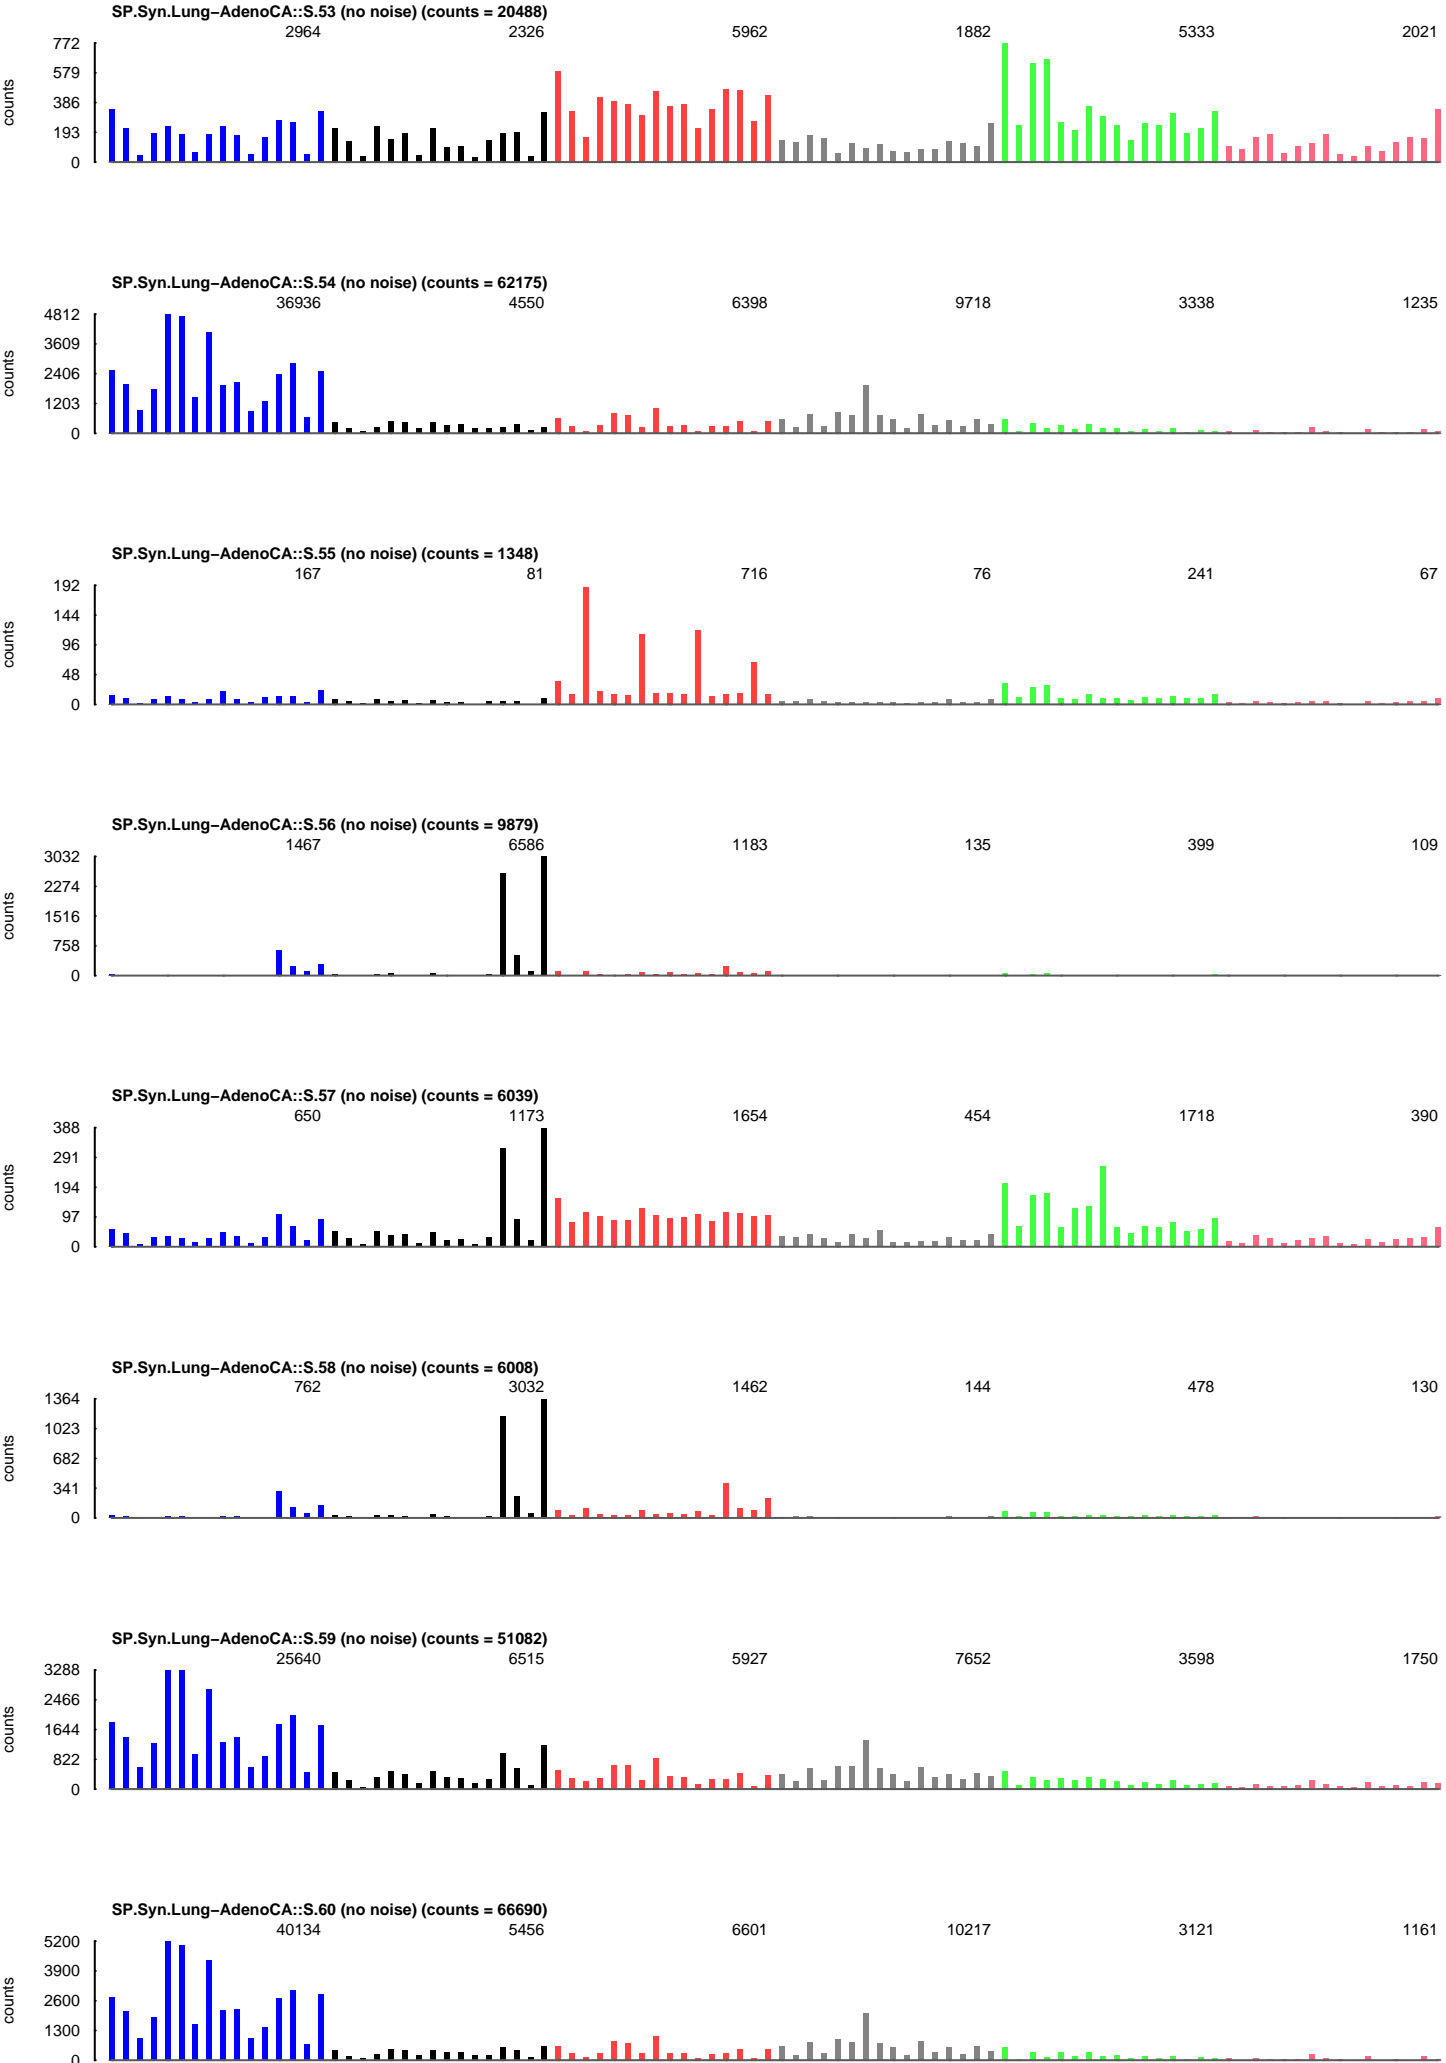 SP.Syn.Lung−AdenoCA::S.53 (no noise) (counts = 20488)
2964 2326 5962 1882 5333 2021
772
579
386
193
0
counts
SP.Syn.Lung−AdenoCA::S.54 (no noise) (counts = 62175)
36936 4550 6398 9718 3338 1235
4812
3609
2406
1203
0
counts
SP.Syn.Lung−AdenoCA::S.55 (no noise) (counts = 1348)
167 81 716 76 241 67
192
144
96
48
0
counts
SP.Syn.Lung−AdenoCA::S.56 (no noise) (counts = 9879)
1467 6586 1183 135 399 109
3032
2274
1516
758
0
counts
SP.Syn.Lung−AdenoCA::S.57 (no noise) (counts = 6039)
650 1173 1654 454 1718 390
388
291
194
97
0
counts
SP.Syn.Lung−AdenoCA::S.58 (no noise) (counts = 6008)
762 3032 1462 144 478 130
1364
1023
682
341
0
counts
SP.Syn.Lung−AdenoCA::S.59 (no noise) (counts = 51082)
25640 6515 5927 7652 3598 1750
3288
2466
1644
822
0
counts
SP.Syn.Lung−AdenoCA::S.60 (no noise) (counts = 66690)
40134 5456 6601 10217 3121 1161
5200
3900
2600
1300
0
counts